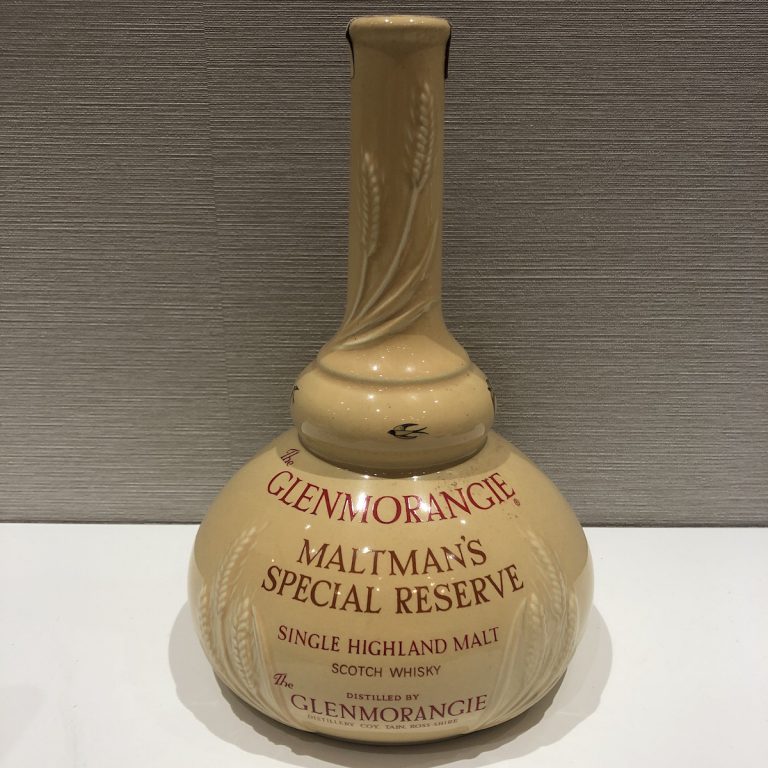 The
GLENMORANGIE®
MALTMAN'S
SPECIAL RESERVE
SINGLE HIGHLAND MALT
SCOTCH WHISKY
DISTILLED BY
The
GLENMORANGIE
DISTILLERY COY. TAIN, ROSS-SHIRE